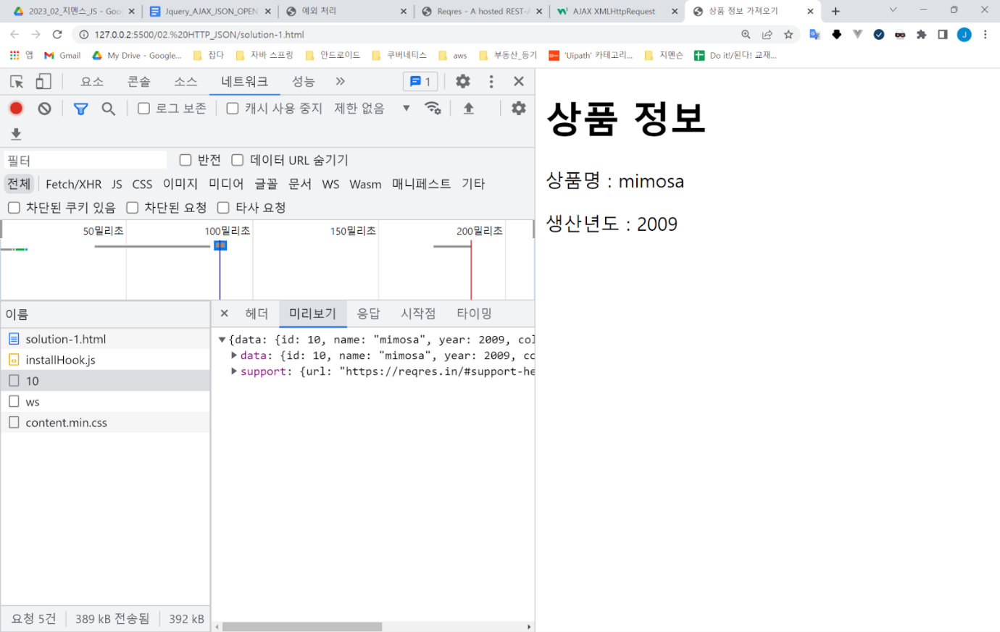 2023_02_지멘스_JS - Goo
Jquery_AJAX_JSON_OPEN
예외 처리
Reqres - A hosted REST-A
AJAX XMLHttpRequest
상품 정보 가져오기
127.0.0.2:5500/02.%20HTTP_JSON/solution-1.html
J
앱
Gmail
My Drive - Google...
잡다
자바 스프링
안드로이드
쿠버네티스
aws
부동산_등기
'Uipath' 카테고리...
지멘슨
Do it!/된다! 교재...
요소
콘솔
소스
네트워크
성능
1
로그 보존
캐시 사용 중지
제한 없음
필터
반전
데이터 URL 숨기기
전체
Fetch/XHR
JS
CSS
이미지
미디어
글꼴
문서
WS
Wasm
매니페스트
기타
차단된 쿠키 있음
차단된 요청
타사 요청
50밀리초
100밀리초
150밀리초
200밀리초
이름
solution-1.html
installHook.js
10
ws
content.min.css
헤더
미리보기
응답
시작점
타이밍
{data: {id: 10, name: "mimosa", year: 2009, col
data: {id: 10, name: "mimosa", year: 2009, co
support: {url: "https://reqres.in/#support-he
요청 5건
389 kB 전송됨
392 kB
상품 정보
상품명 : mimosa
생산년도 : 2009